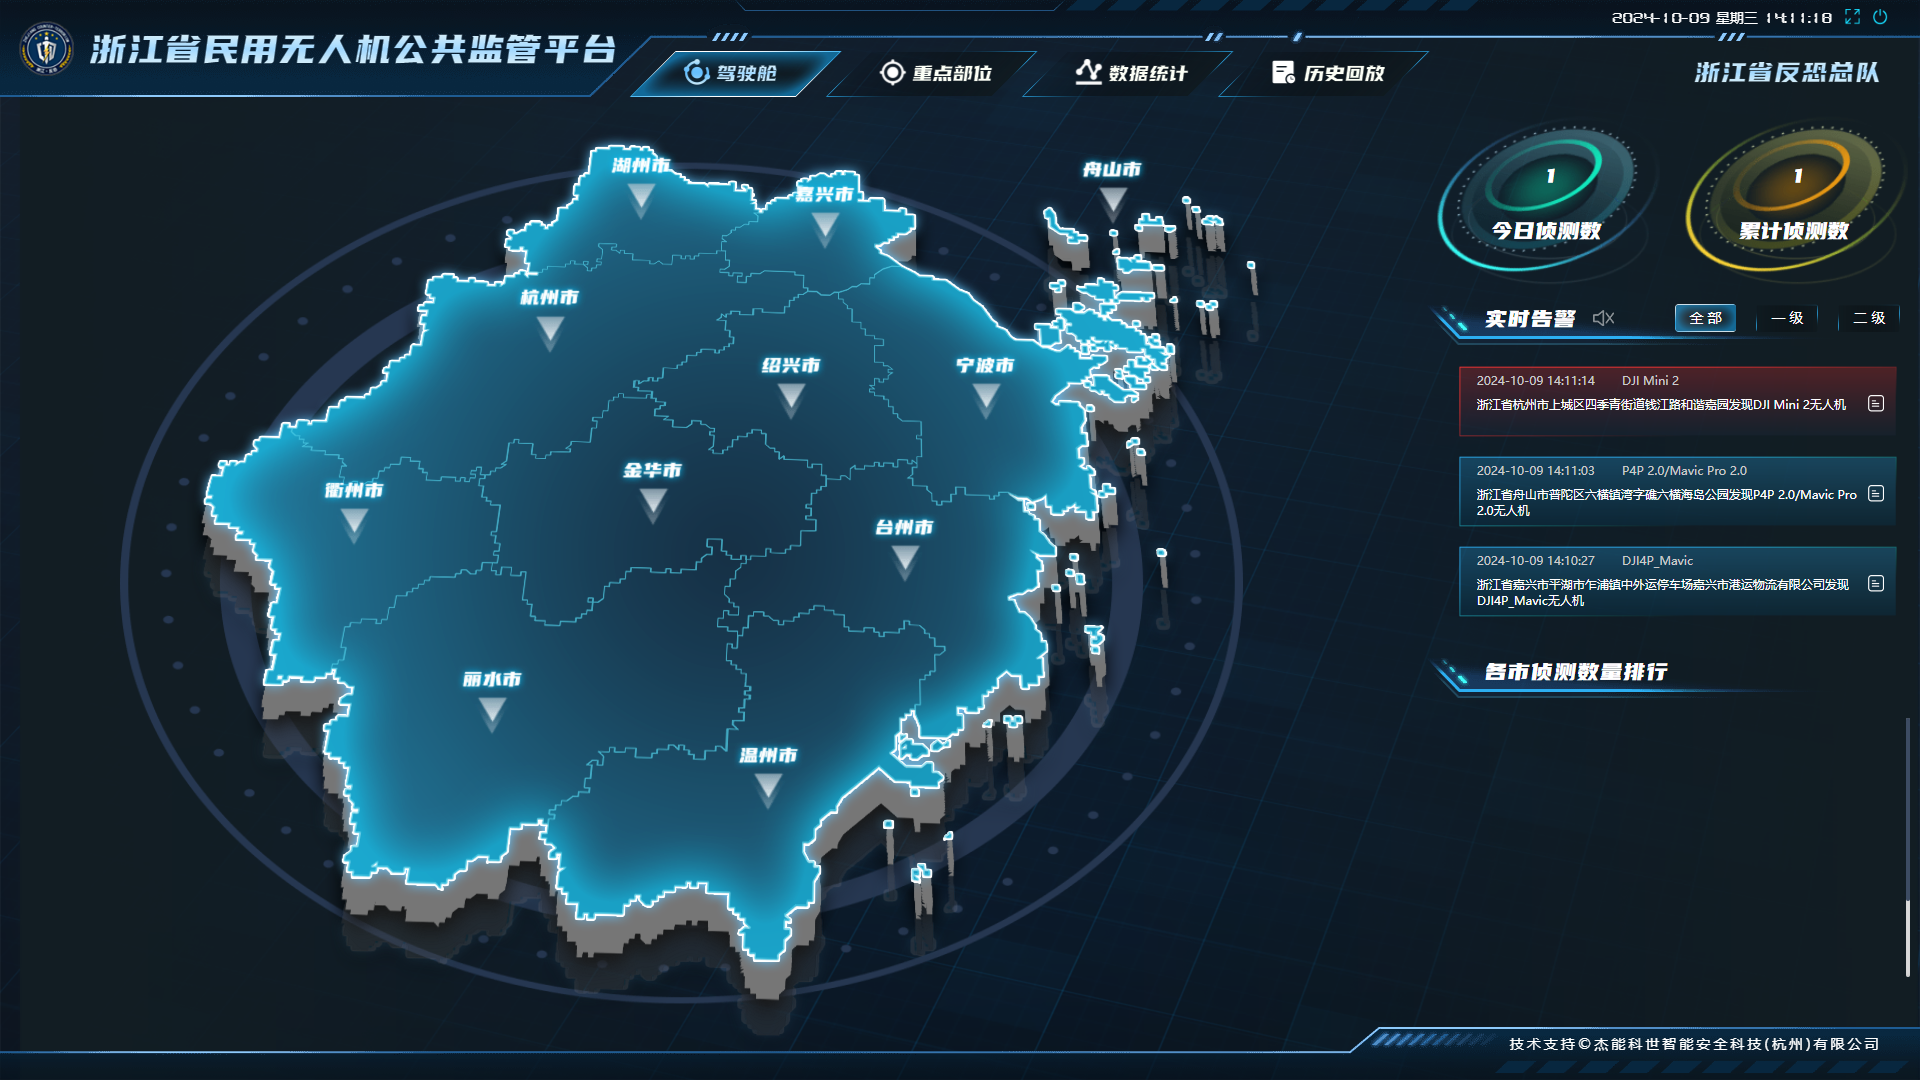 2024-10-09 星期三 14:11:18
浙江省民用无人机公共监管平台
驾驶舱
重点部位
数据统计
历史回放
浙江省反恐总队
湖州市
嘉兴市
舟山市
杭州市
绍兴市
宁波市
衢州市
金华市
台州市
丽水市
温州市
1
今日侦测数
1
累计侦测数
实时告警
全部
一级
二级
2024-10-09 14:11:14 DJI Mini 2
浙江省杭州市上城区四季青街道钱江路和谐嘉园发现DJI Mini 2无人机
2024-10-09 14:11:03 P4P 2.0/Mavic Pro 2.0
浙江省舟山市普陀区六横镇湾字礁六横海岛公园发现P4P 2.0/Mavic Pro
2.0无人机
2024-10-09 14:10:27 DJI4P_Mavic
浙江省嘉兴市平湖市乍浦镇中外运停车场嘉兴市港运物流有限公司发现
DJI4P_Mavic无人机
各市侦测数量排行
技术支持©杰能科世智能安全科技(杭州)有限公司